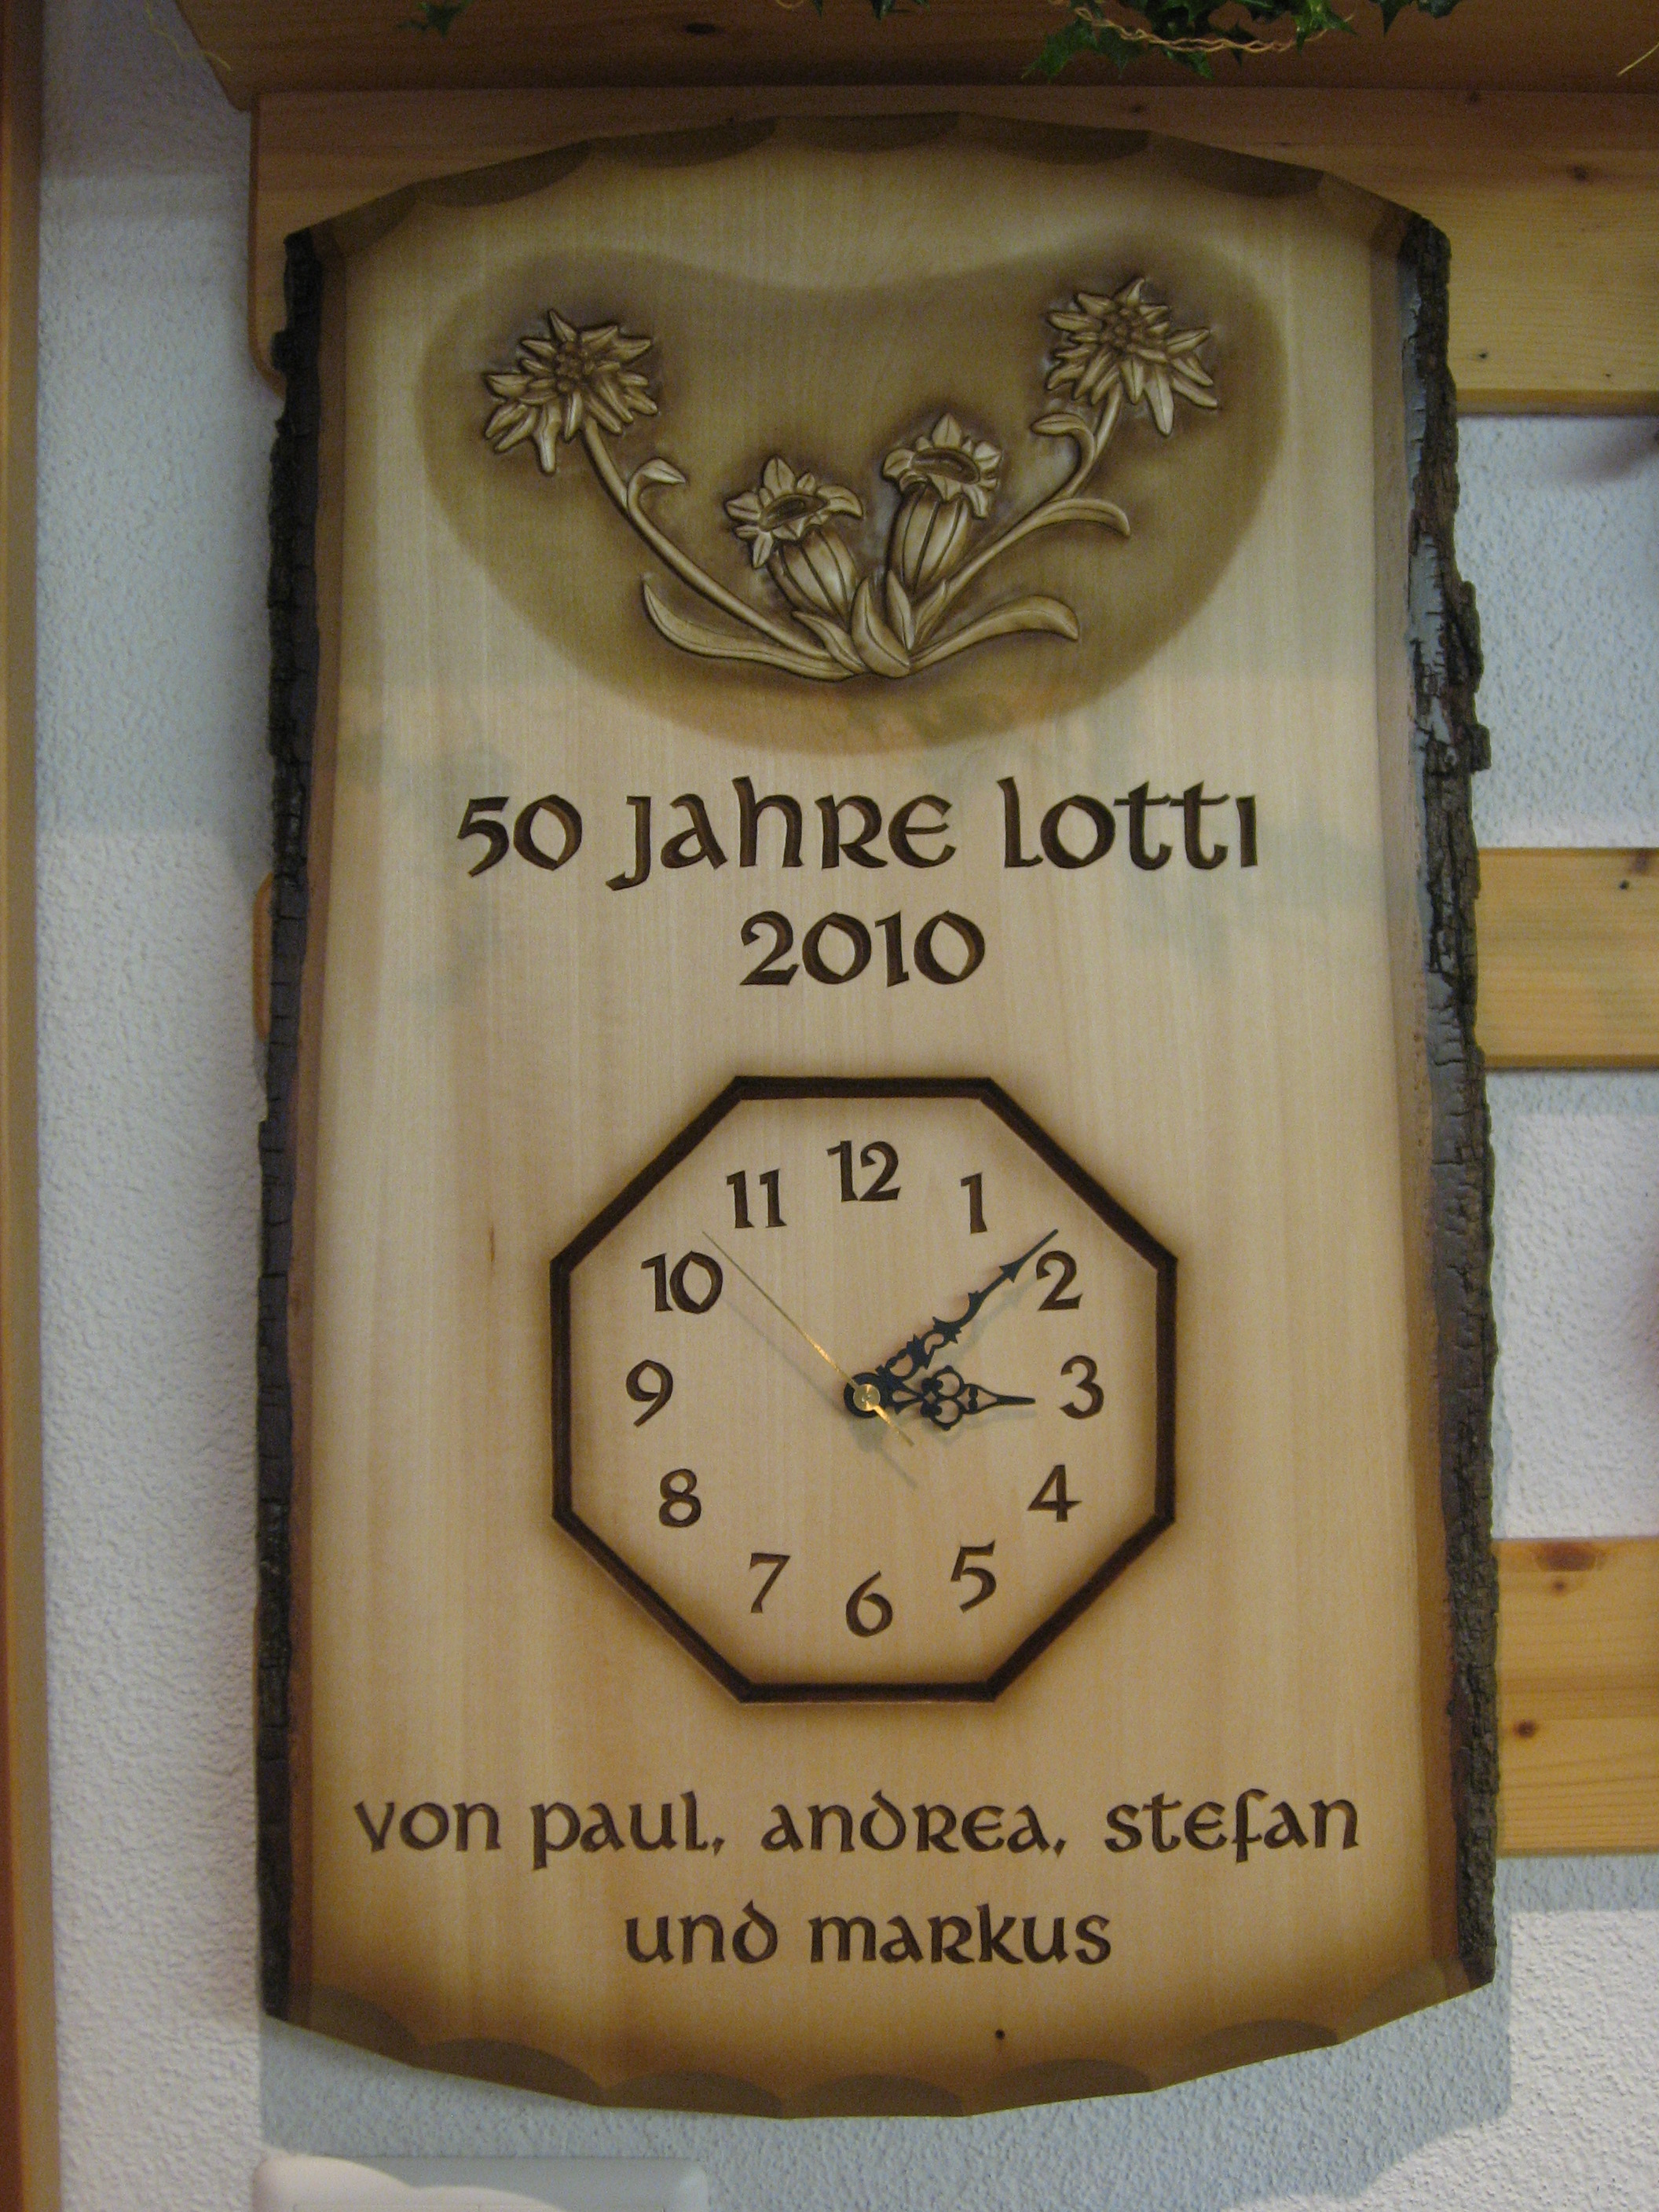 50 Jahre Lotti
2010
12
11 1
10 2
9 3
8 4
7 5
6
von paul, andrea, stefan
und markus